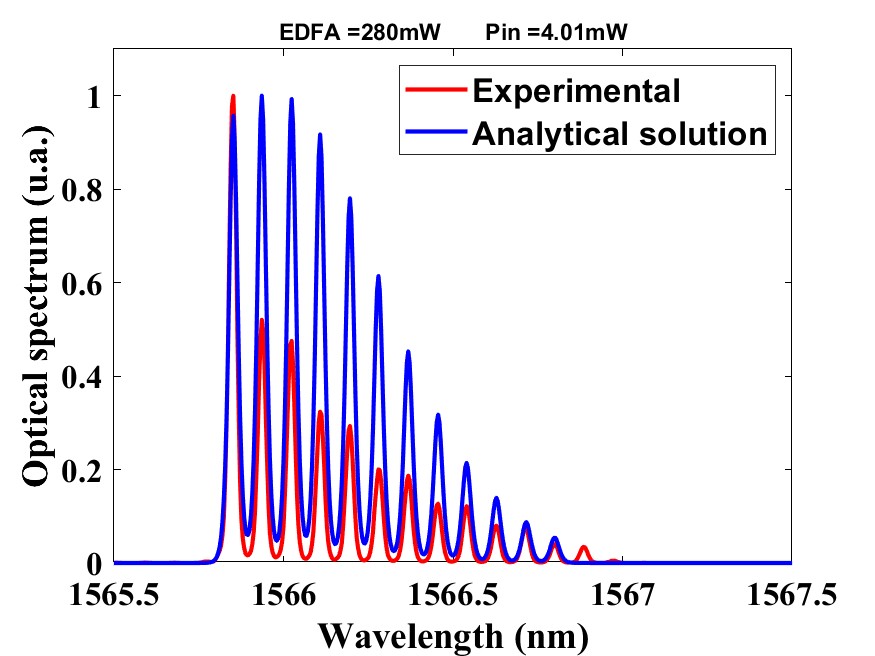 EDFA =280mW Pin =4.01mW
Experimental
Analytical solution
Optical spectrum (u.a.)
1
0.8
0.6
0.4
0.2
0
1565.5 1566 1566.5 1567 1567.5
Wavelength (nm)